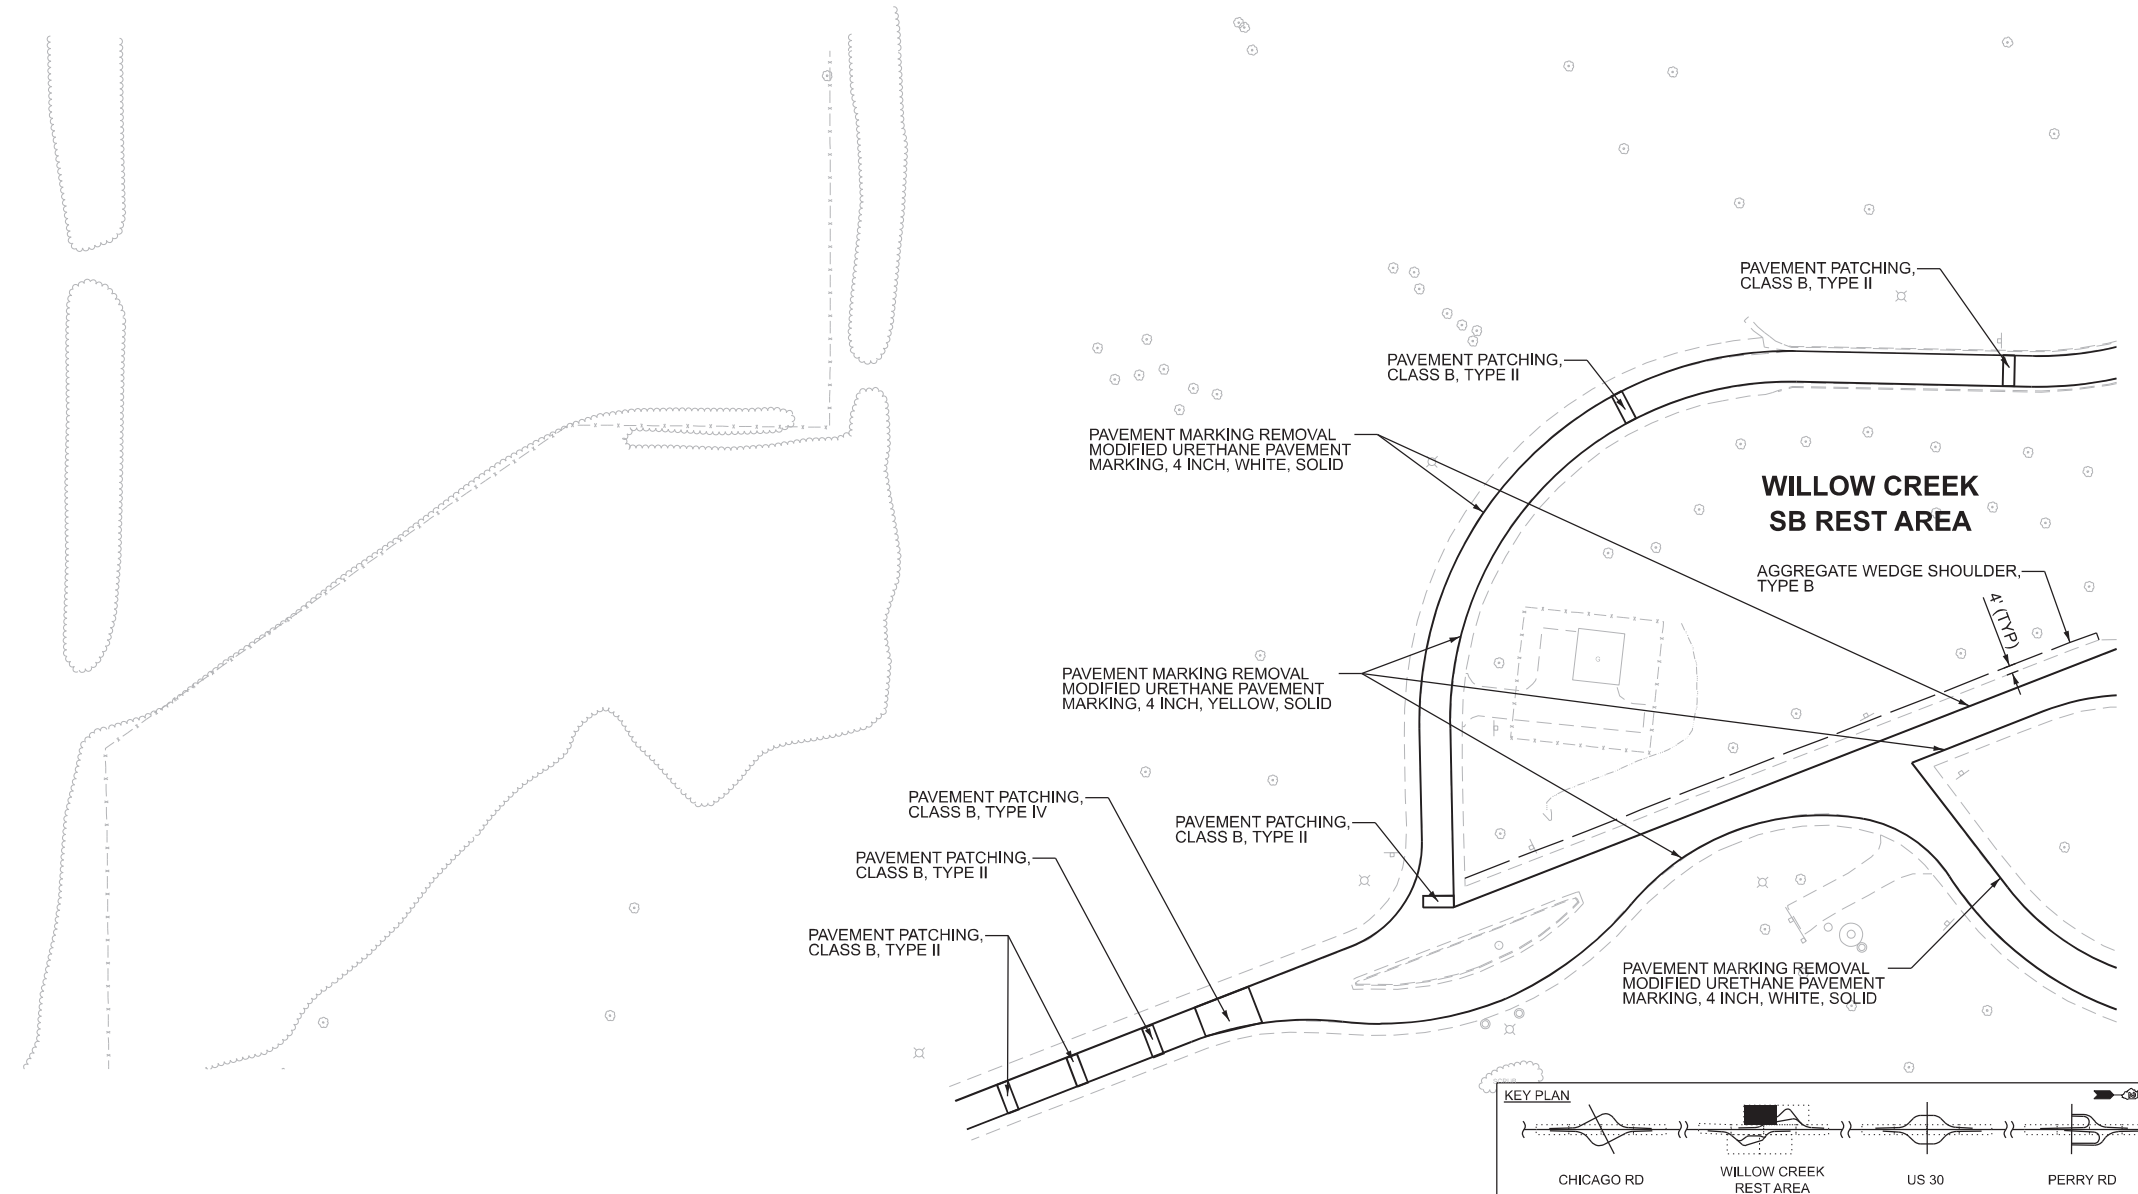 PAVEMENT PATCHING,
CLASS B, TYPE II
PAVEMENT PATCHING,
CLASS B, TYPE II
PAVEMENT MARKING REMOVAL
MODIFIED URETHANE PAVEMENT
MARKING, 4 INCH, WHITE, SOLID
WILLOW CREEK
SB REST AREA
AGGREGATE WEDGE SHOULDER,
TYPE B
4' (TYP)
G
PAVEMENT MARKING REMOVAL
MODIFIED URETHANE PAVEMENT
MARKING, 4 INCH, YELLOW, SOLID
PAVEMENT PATCHING,
CLASS B, TYPE IV
PAVEMENT PATCHING,
CLASS B, TYPE II
PAVEMENT PATCHING,
CLASS B, TYPE II
PAVEMENT PATCHING,
CLASS B, TYPE II
PAVEMENT MARKING REMOVAL
MODIFIED URETHANE PAVEMENT
MARKING, 4 INCH, WHITE, SOLID
KEY PLAN
CHICAGO RD
WILLOW CREEK
REST AREA
US 30
PERRY RD